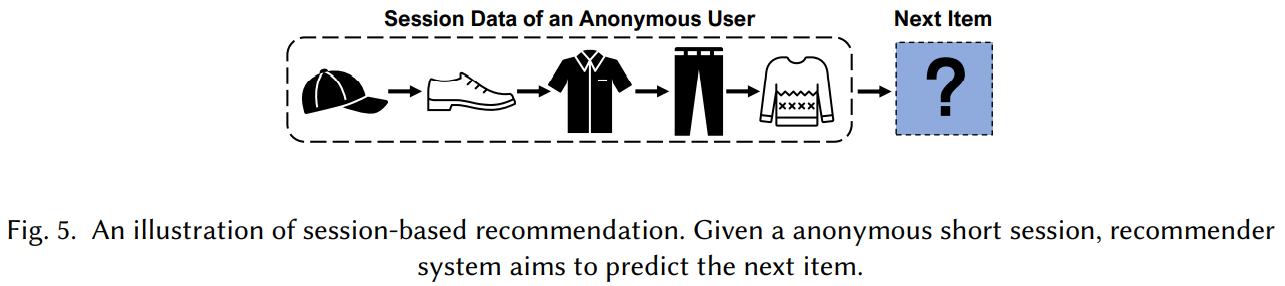 Session Data of an Anonymous User
Next Item
?
Fig. 5. An illustration of session-based recommendation. Given a anonymous short session, recommender
system aims to predict the next item.